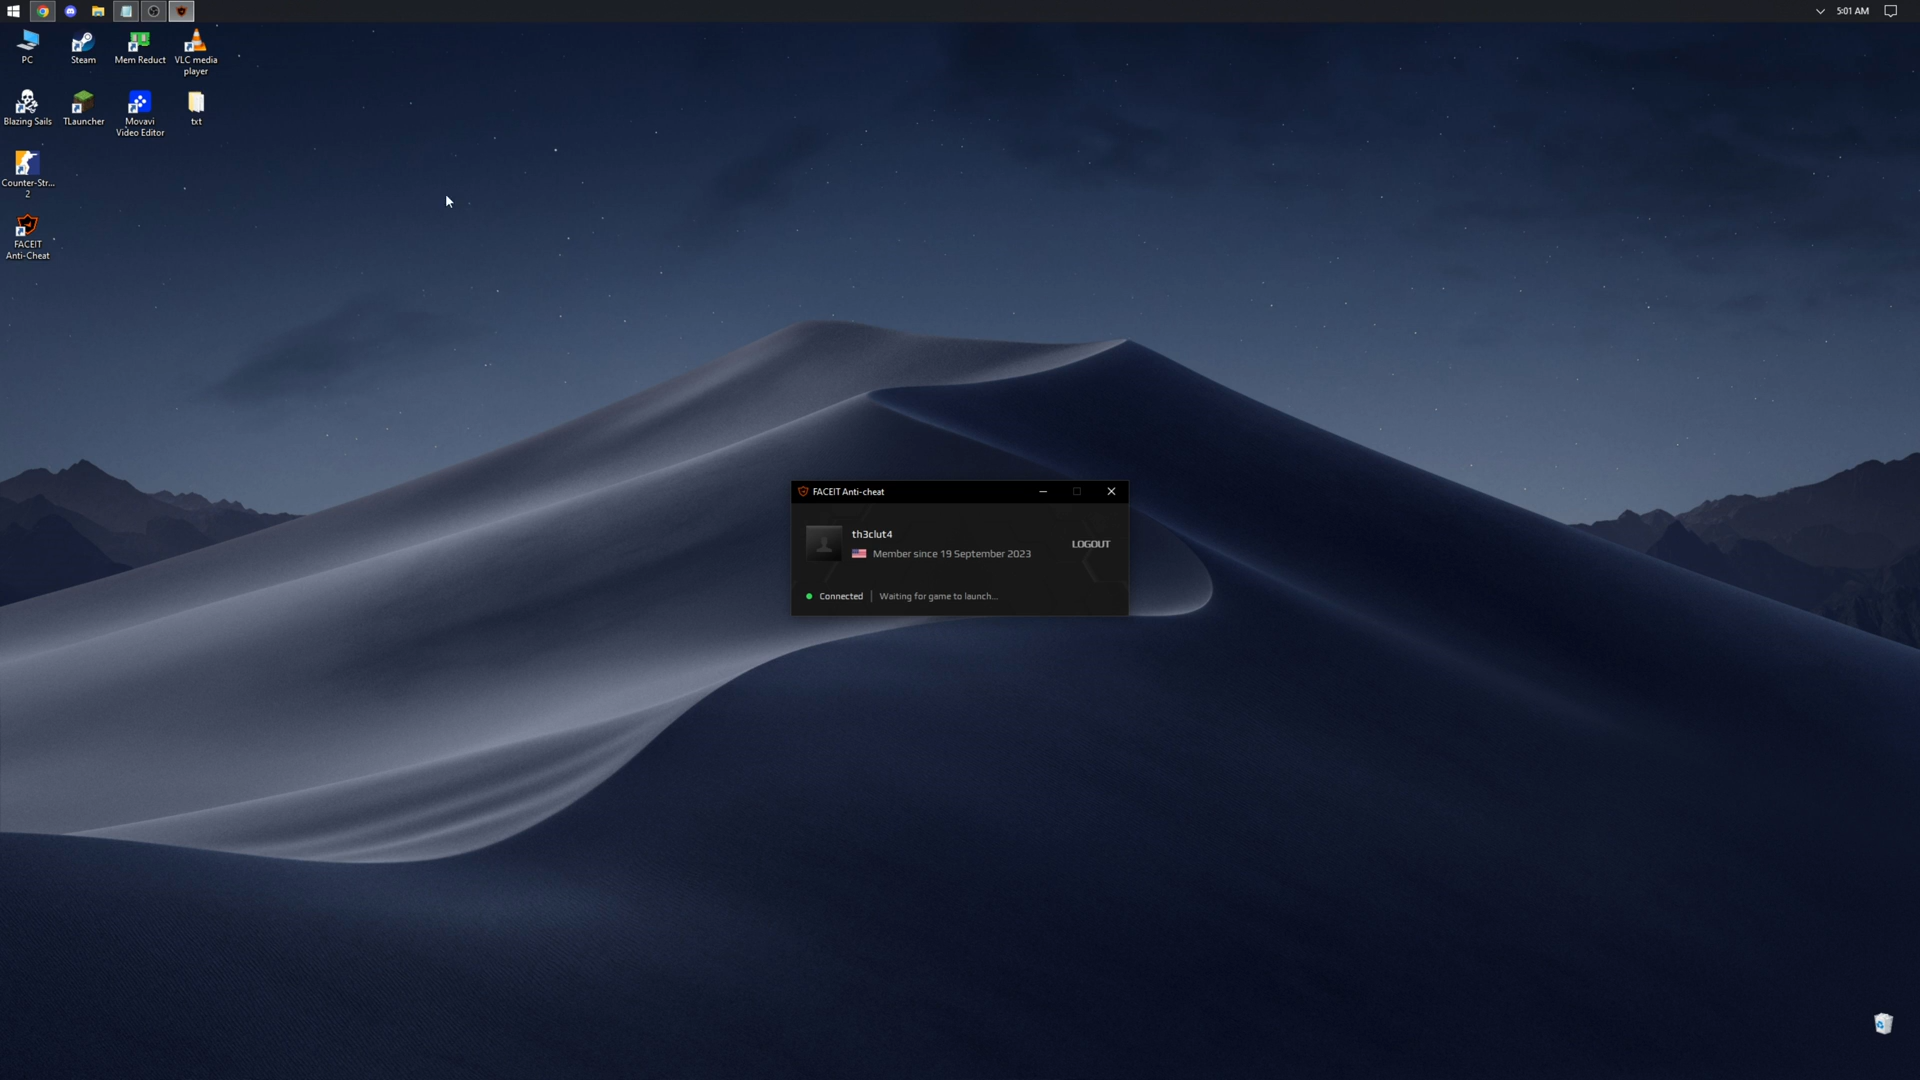 5:01 AM
PC
Steam
Mem Reduct
VLC media
player
Blazing Sails
TLauncher
Movavi
Video Editor
txt
Counter-Str...
2
FACEIT
Anti-Cheat
FACEIT Anti-cheat
th3clut4
Member since 19 September 2023
LOGOUT
Connected | Waiting for game to launch...